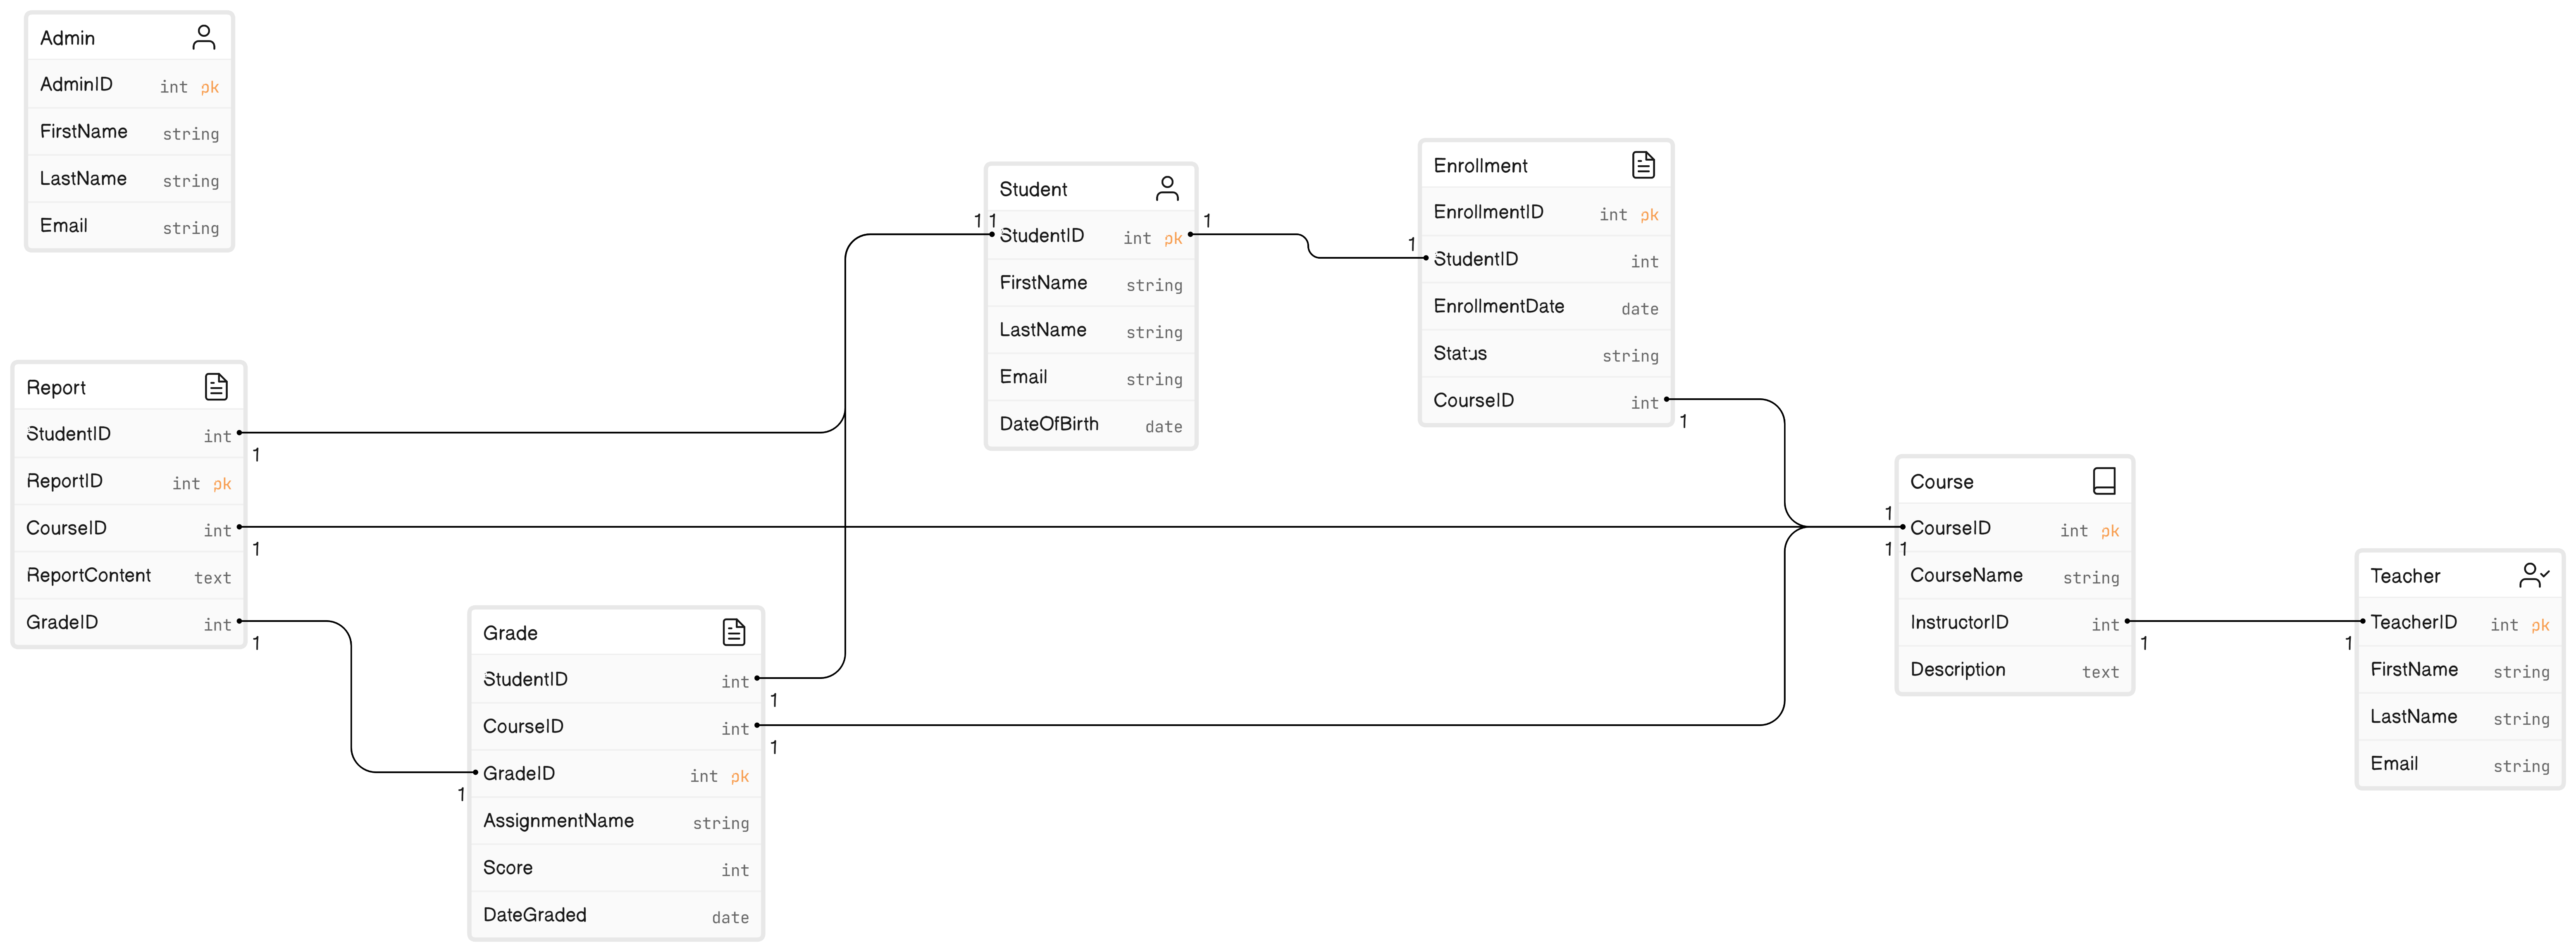 Admin
AdminID int pk
FirstName string
LastName string
Email string
Report
StudentID int
1
ReportID int pk
CourseID int
1
ReportContent text
GradeID int
1
Grade
StudentID int
1
CourseID int
1
1
GradeID int pk
AssignmentName string
Score int
DateGraded date
Student
1 1
1
StudentID int pk
FirstName string
LastName string
Email string
DateOfBirth date
Enrollment
EnrollmentID int pk
1
StudentID int
EnrollmentDate date
Status string
CourseID int
1
Course
1
CourseID int pk
1 1
CourseName string
InstructorID int
1
Description text
Teacher
TeacherID int pk
1
FirstName string
LastName string
Email string